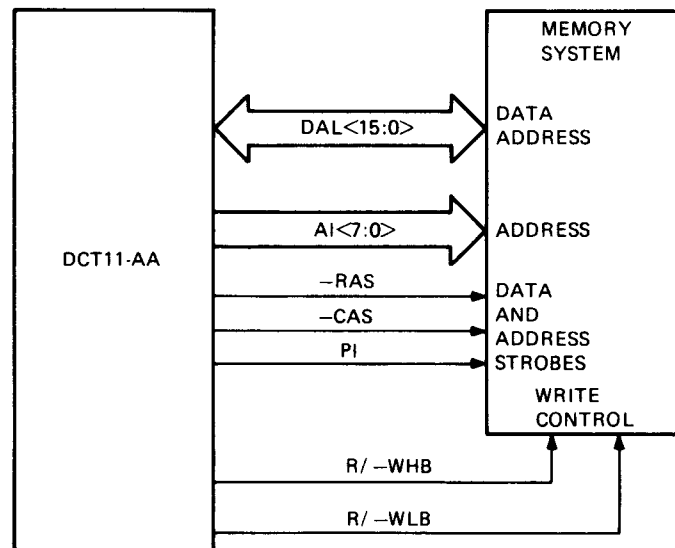 MEMORY
SYSTEM
DAL<15:0>
DATA
ADDRESS
AI<7:0>
ADDRESS
DCT11-AA
−RAS
−CAS
PI
DATA
AND
ADDRESS
STROBES
WRITE
CONTROL
R/ −WHB
R/ −WLB